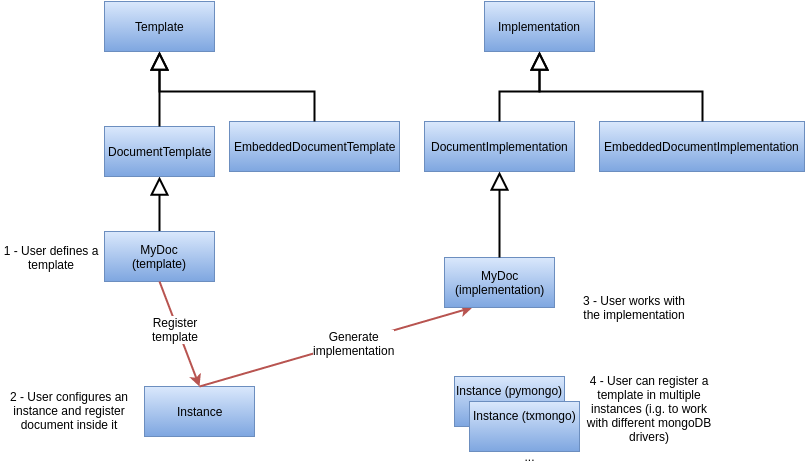 Template
Implementation
DocumentTemplate
EmbeddedDocumentTemplate
DocumentImplementation
EmbeddedDocumentImplementation
1 - User defines a
template
MyDoc
(template)
MyDoc
(implementation)
3 - User works with
the implementation
Register
template
Generate
implementation
2 - User configures an
instance and register
document inside it
Instance
Instance (pymongo)
Instance (txmongo)
...
4 - User can register a
template in multiple
instances (i.g. to work
with different mongoDB
drivers)